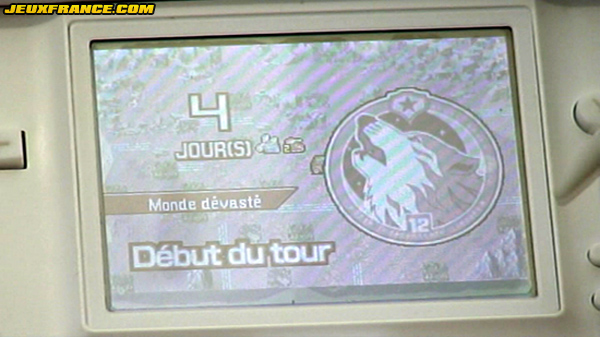 JEUXFRANCE.COM
4
JOUR(S)
Monde dévasté
12
Début du tour